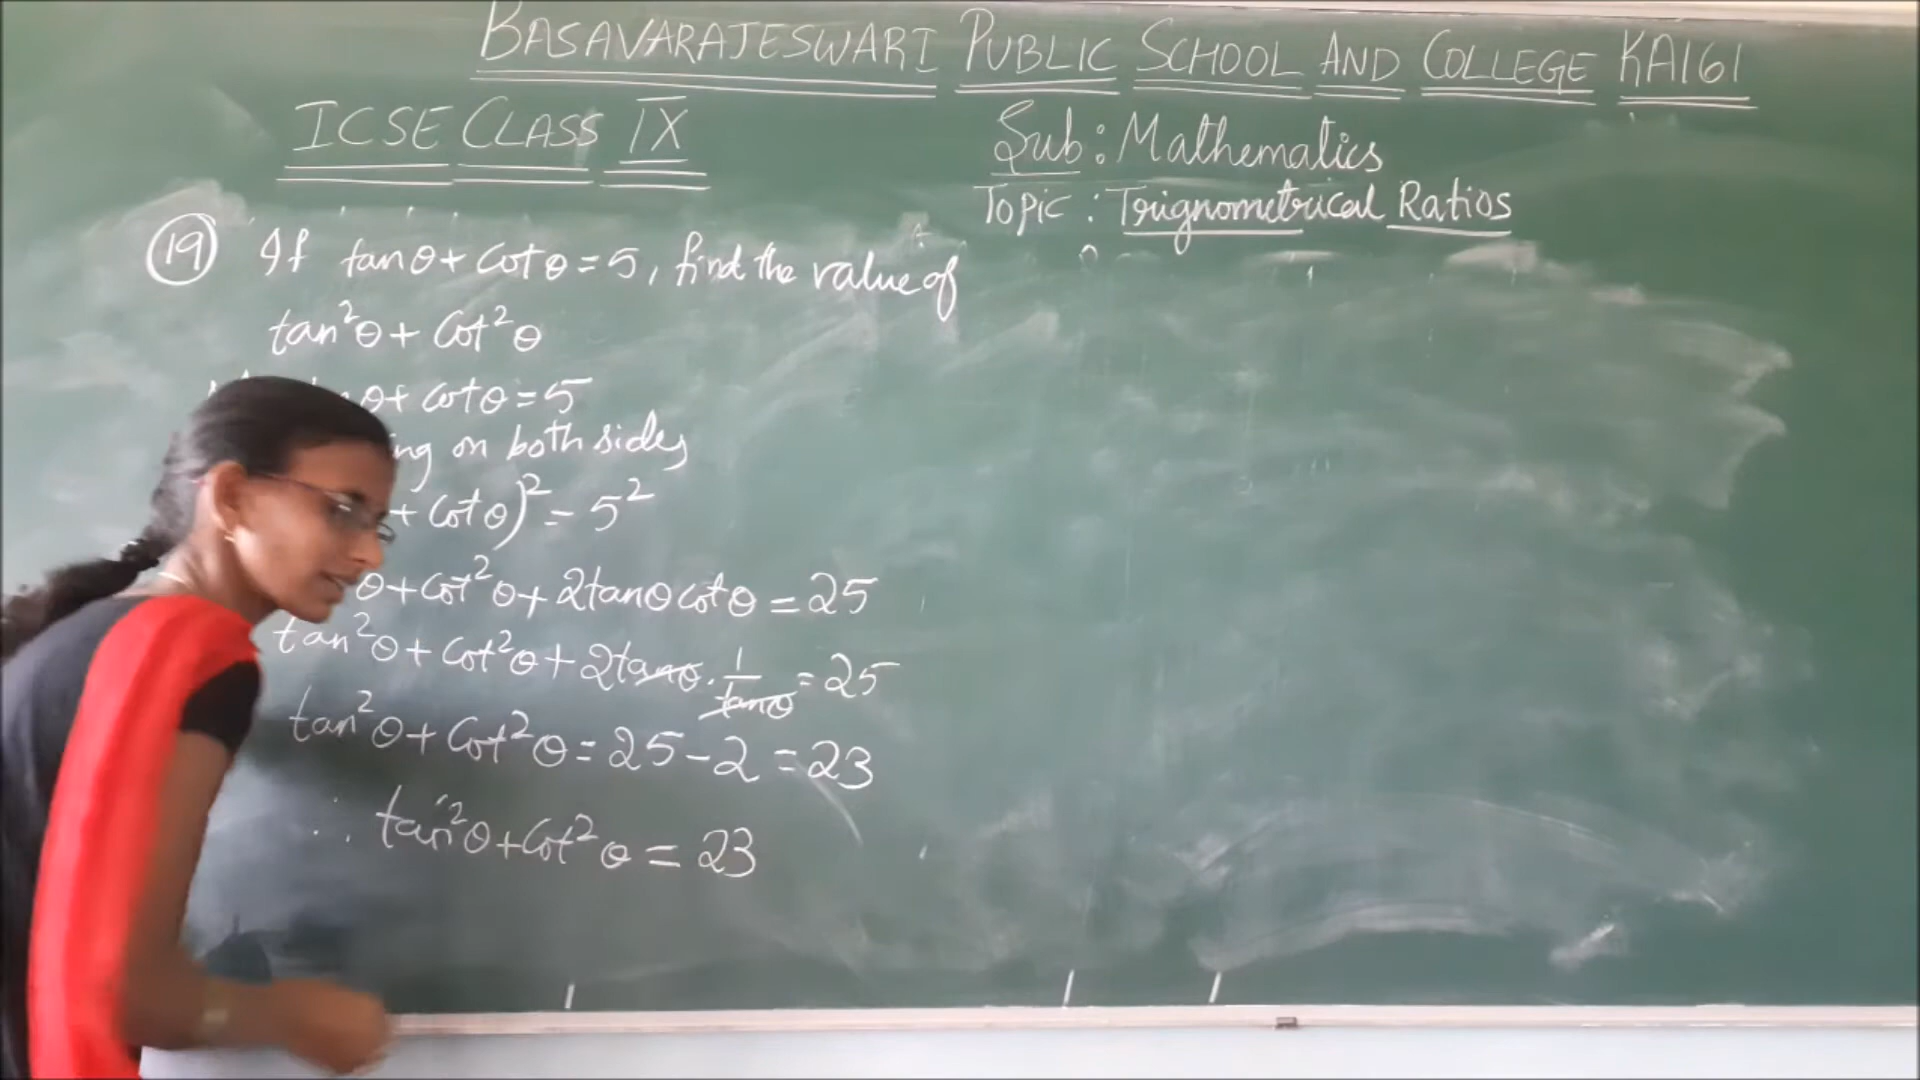 BASAVARAJESWARI PUBLIC SCHOOL AND COLLEGE KA161
ICSE CLASS IX
Sub: Mathematics
Topic: Trignometrical Ratios
(19) If tanθ + cotθ = 5, find the value of
tan²θ + Cot²θ
θ + cotθ = 5
ng on both sides
+ cotθ)² = 5²
θ + cot²θ + 2tanθ cotθ = 25
tan²θ + cot²θ + 2tanθ · 1/tanθ = 25
tan²θ + Cot²θ = 25 - 2 = 23
∴ tan²θ + Cot²θ = 23